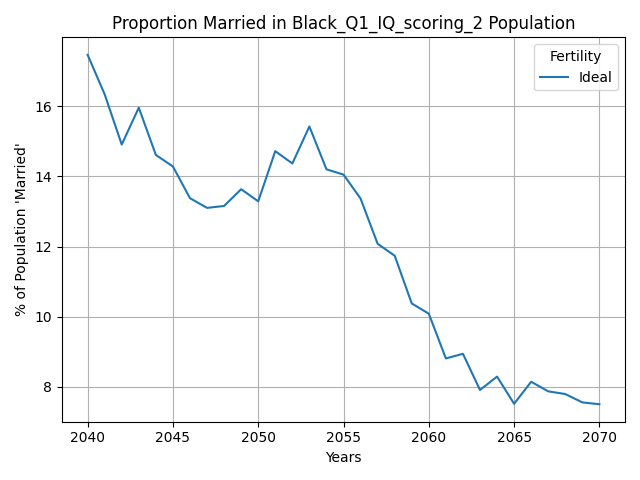 Proportion Married in Black_Q1_IQ_scoring_2 Population
Fertility
Ideal
% of Population 'Married'
16
14
12
10
8
2040 2045 2050 2055 2060 2065 2070
Years